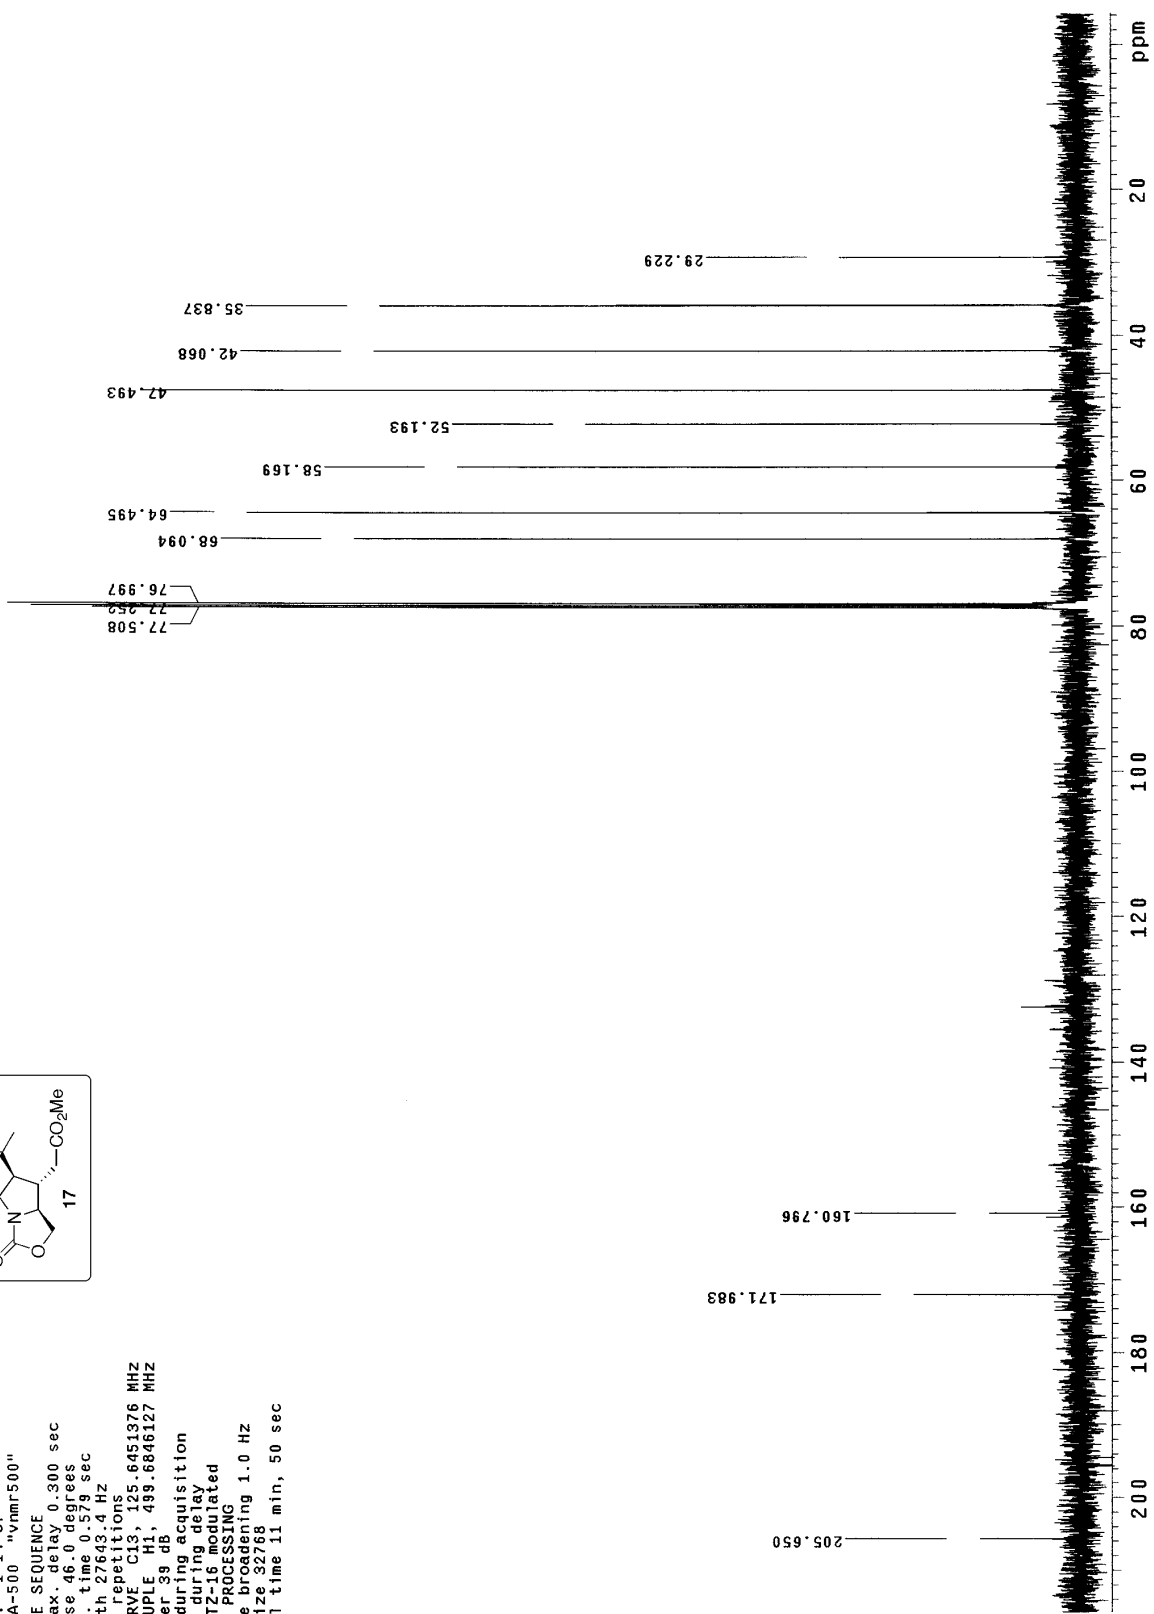 A-500 "vnmr500"
E SEQUENCE
ax. delay 0.300 sec
se 46.0 degrees
. time 0.579 sec
th 27643.4 Hz
repetitions
RVE C13, 125.6451376 MHz
UPLE H1, 499.6846127 MHz
er 39 dB
during acquisition
during delay
TZ-16 modulated
PROCESSING
e broadening 1.0 Hz
ize 32768
l time 11 min, 50 sec
O
N
O
CO2Me
17
205.650
171.983
160.796
77.508
77.252
76.997
68.094
64.495
58.169
52.193
47.493
42.068
35.837
29.229
200 180 160 140 120 100 80 60 40 20 ppm